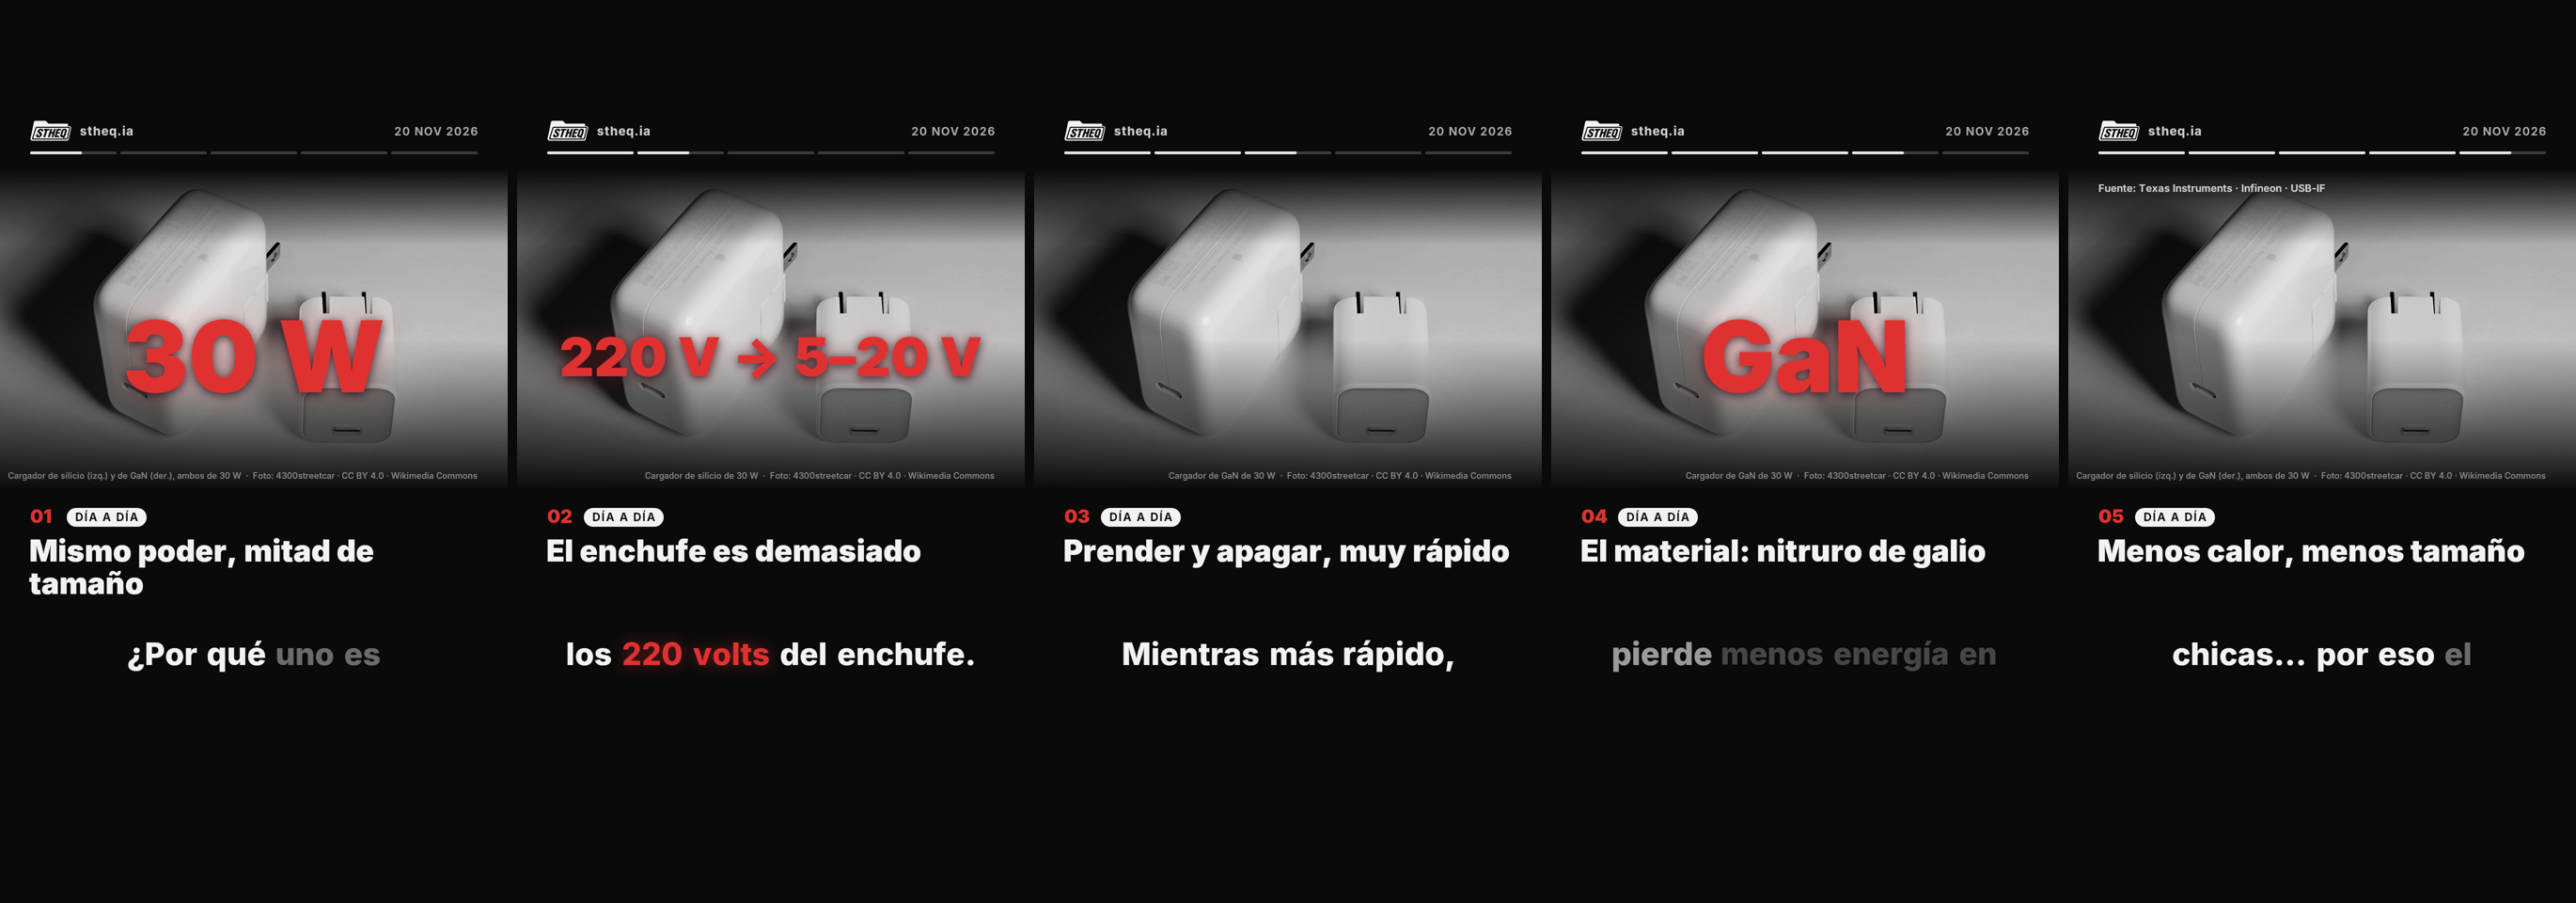 STHEQ stheq.ia 20 NOV 2026
30 W
Cargador de silicio (izq.) y de GaN (der.), ambos de 30 W · Foto: 4300streetcar · CC BY 4.0 · Wikimedia Commons
01 DÍA A DÍA
Mismo poder, mitad de
tamaño
¿Por qué uno es
STHEQ stheq.ia 20 NOV 2026
220 V → 5–20 V
Cargador de silicio de 30 W · Foto: 4300streetcar · CC BY 4.0 · Wikimedia Commons
02 DÍA A DÍA
El enchufe es demasiado
los 220 volts del enchufe.
STHEQ stheq.ia 20 NOV 2026
Cargador de GaN de 30 W · Foto: 4300streetcar · CC BY 4.0 · Wikimedia Commons
03 DÍA A DÍA
Prender y apagar, muy rápido
Mientras más rápido,
STHEQ stheq.ia 20 NOV 2026
GaN
Cargador de GaN de 30 W · Foto: 4300streetcar · CC BY 4.0 · Wikimedia Commons
04 DÍA A DÍA
El material: nitruro de galio
pierde menos energía en
STHEQ stheq.ia 20 NOV 2026
Fuente: Texas Instruments · Infineon · USB-IF
Cargador de silicio (izq.) y de GaN (der.), ambos de 30 W · Foto: 4300streetcar · CC BY 4.0 · Wikimedia Commons
05 DÍA A DÍA
Menos calor, menos tamaño
chicas... por eso el